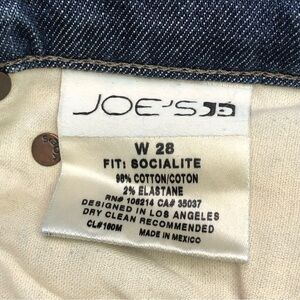 JOE'S
W 28
FIT: SOCIALITE
98% COTTON/COTON
2% ELASTANE
RN# 106214 CA# 35037
DESIGNED IN LOS ANGELES
DRY CLEAN RECOMMENDED
CL#160M MADE IN MEXICO